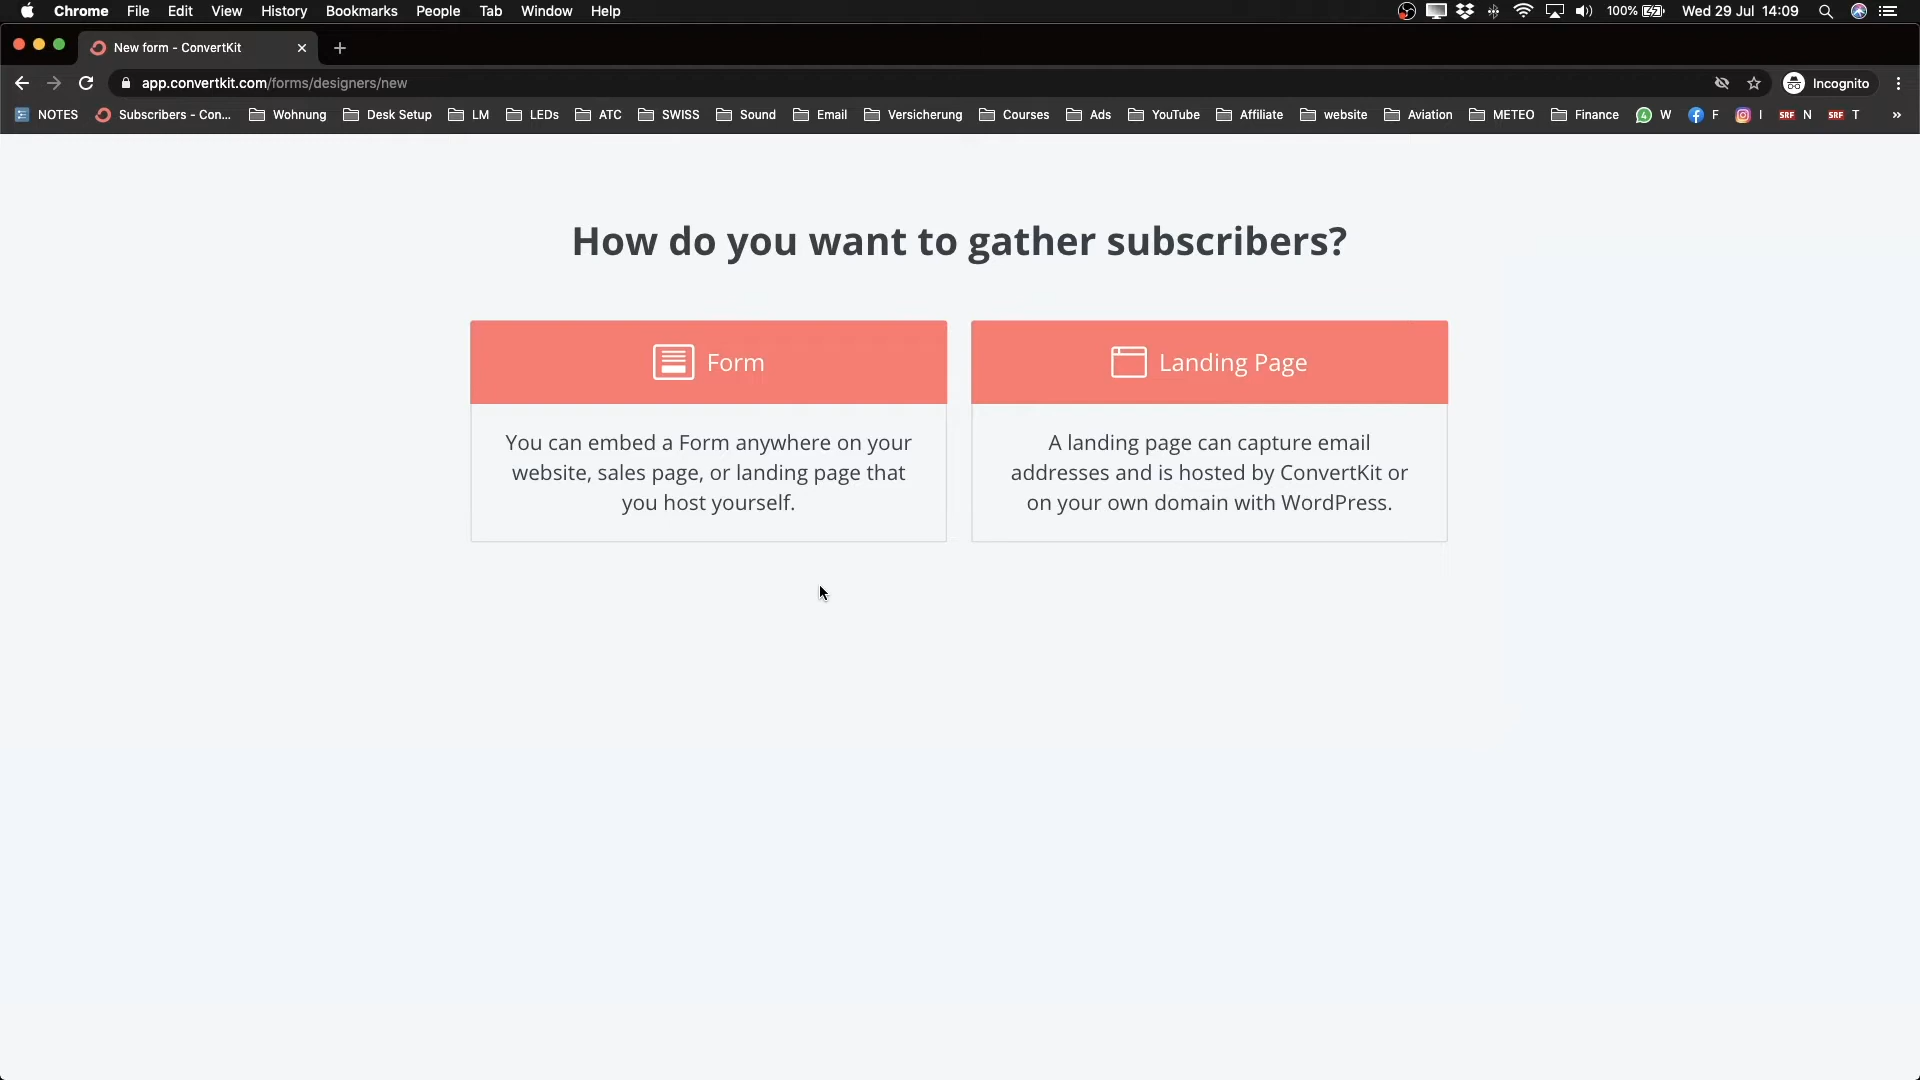 Chrome File Edit View History Bookmarks People Tab Window Help 100% Wed 29 Jul 14:09
New form - ConvertKit
app.convertkit.com/forms/designers/new Incognito
NOTES Subscribers - Con... Wohnung Desk Setup LM LEDs ATC SWISS Sound Email Versicherung Courses Ads YouTube Affiliate website Aviation METEO Finance 4 W F I SRF N SRF T »
How do you want to gather subscribers?
Form
You can embed a Form anywhere on your
website, sales page, or landing page that
you host yourself.
Landing Page
A landing page can capture email
addresses and is hosted by ConvertKit or
on your own domain with WordPress.